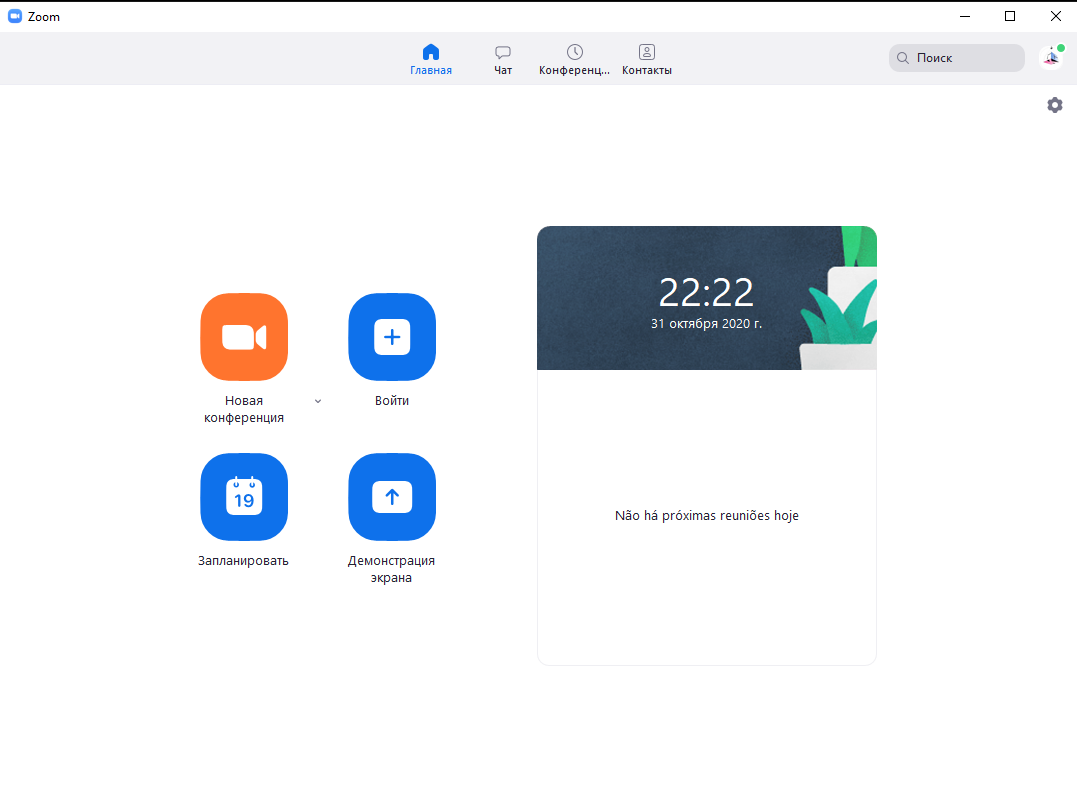 Zoom
Главная
Чат
Конференц...
Контакты
Поиск
22:22
31 октября 2020 г.
Новая
конференция
Войти
19
Запланировать
Демонстрация
экрана
Não há próximas reuniões hoje